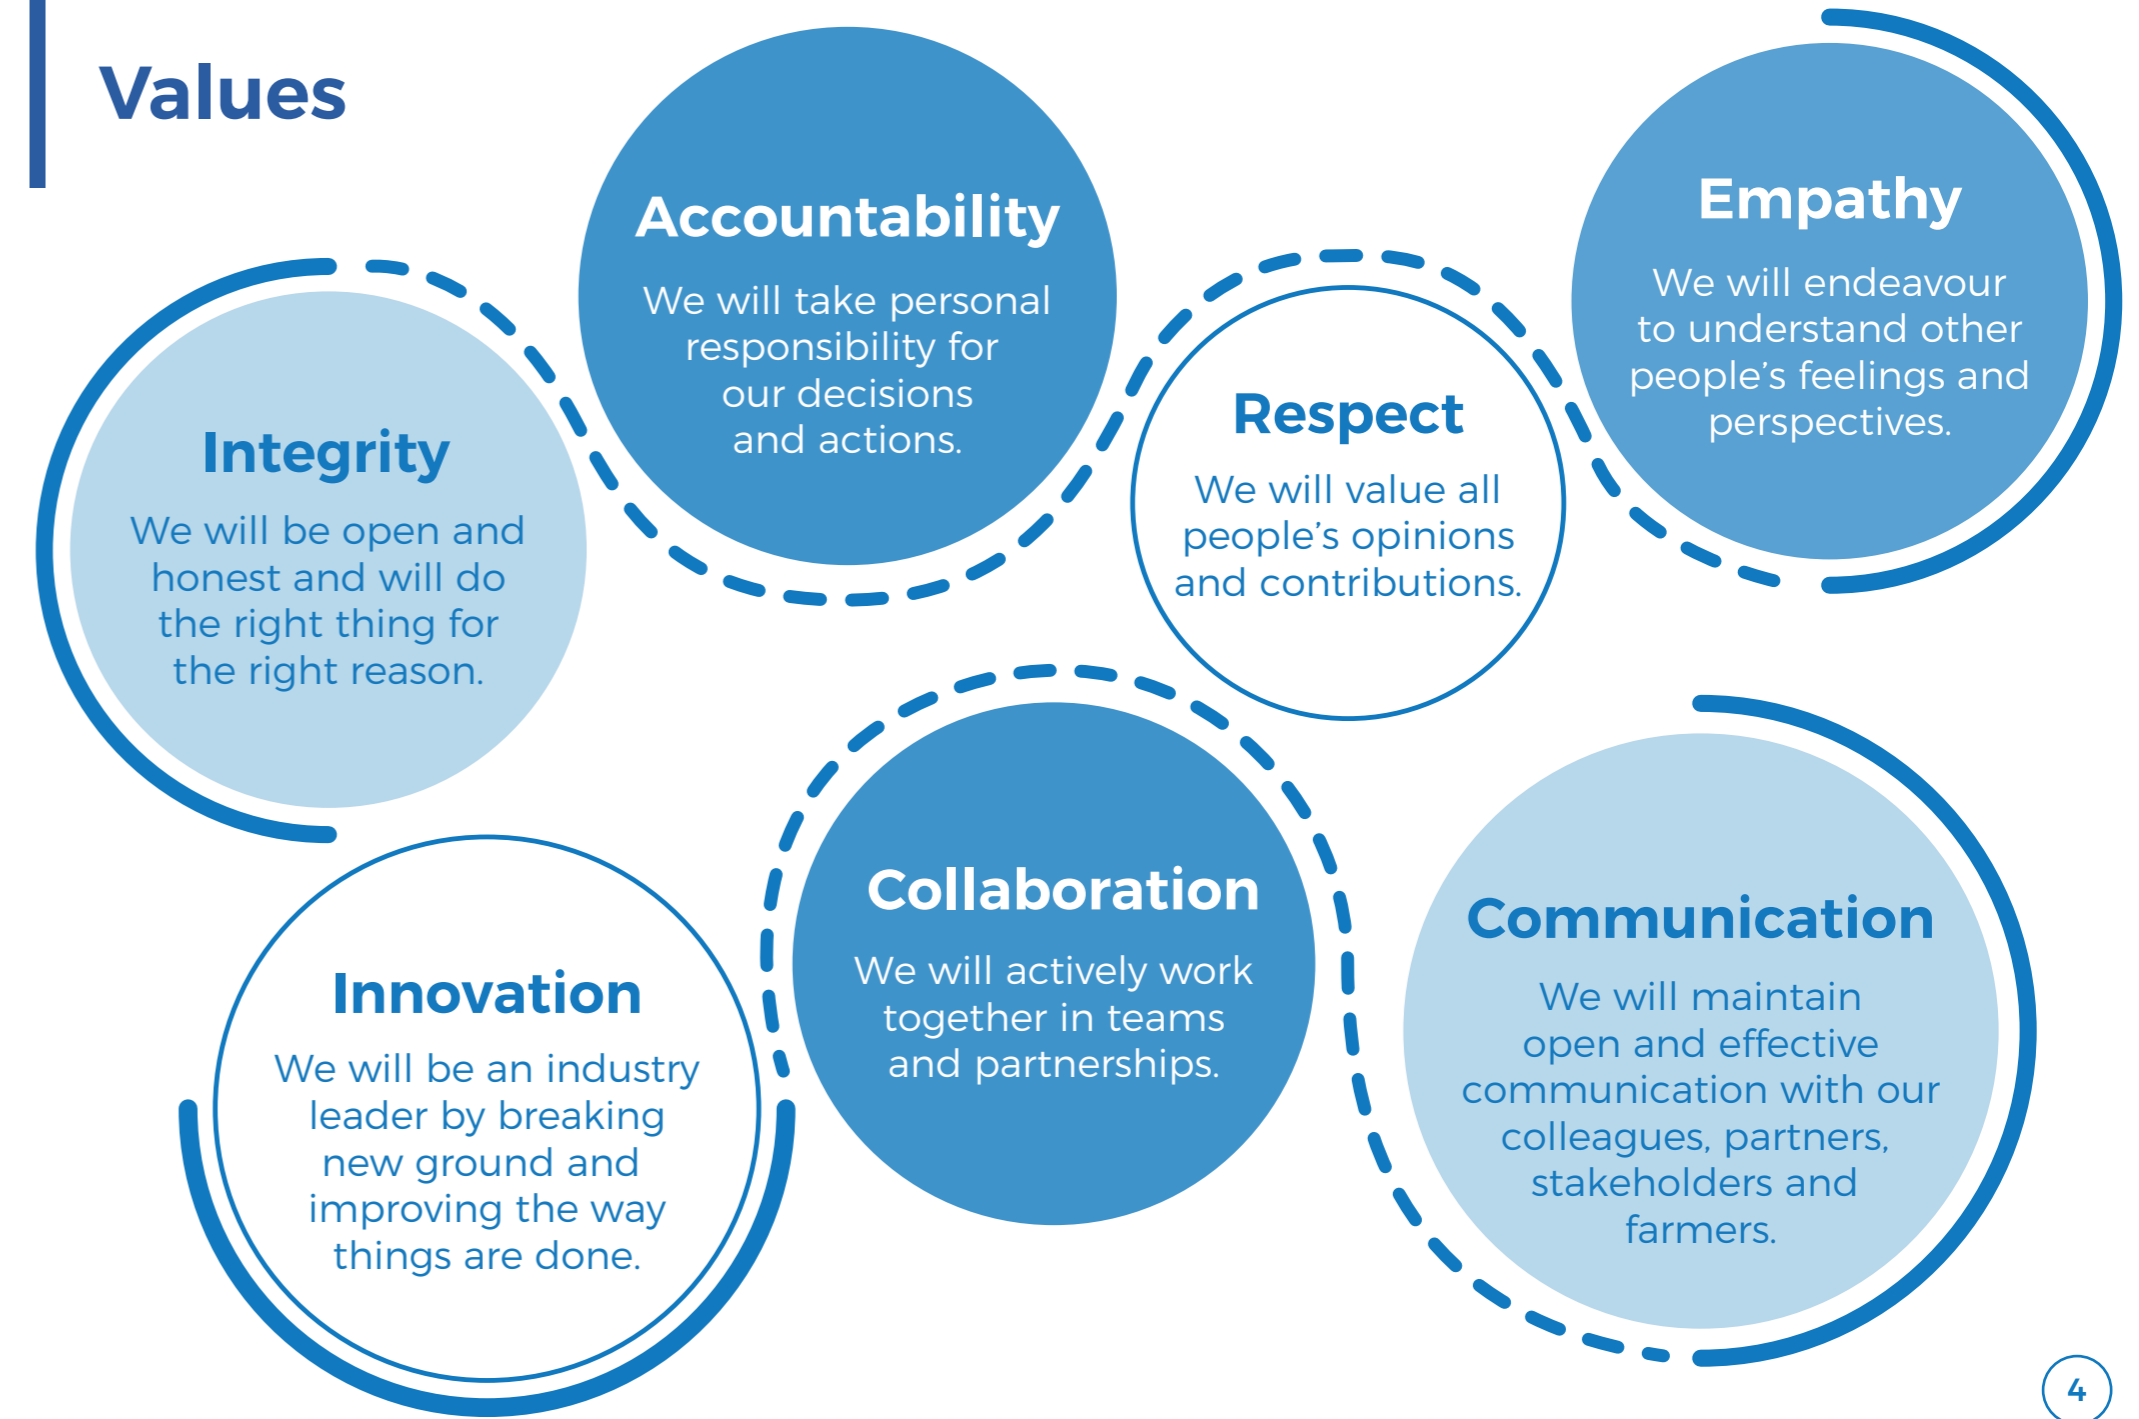 Values
Integrity
We will be open and
honest and will do
the right thing for
the right reason.
Accountability
We will take personal
responsibility for
our decisions
and actions.
Respect
We will value all
people's opinions
and contributions.
Empathy
We will endeavour
to understand other
people's feelings and
perspectives.
Innovation
We will be an industry
leader by breaking
new ground and
improving the way
things are done.
Collaboration
We will actively work
together in teams
and partnerships.
Communication
We will maintain
open and effective
communication with our
colleagues, partners,
stakeholders and
farmers.
4